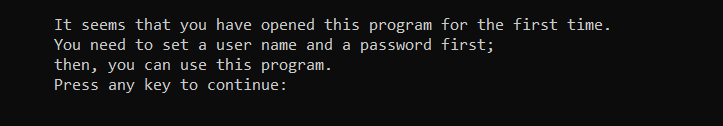 It seems that you have opened this program for the first time.
You need to set a user name and a password first;
then, you can use this program.
Press any key to continue: